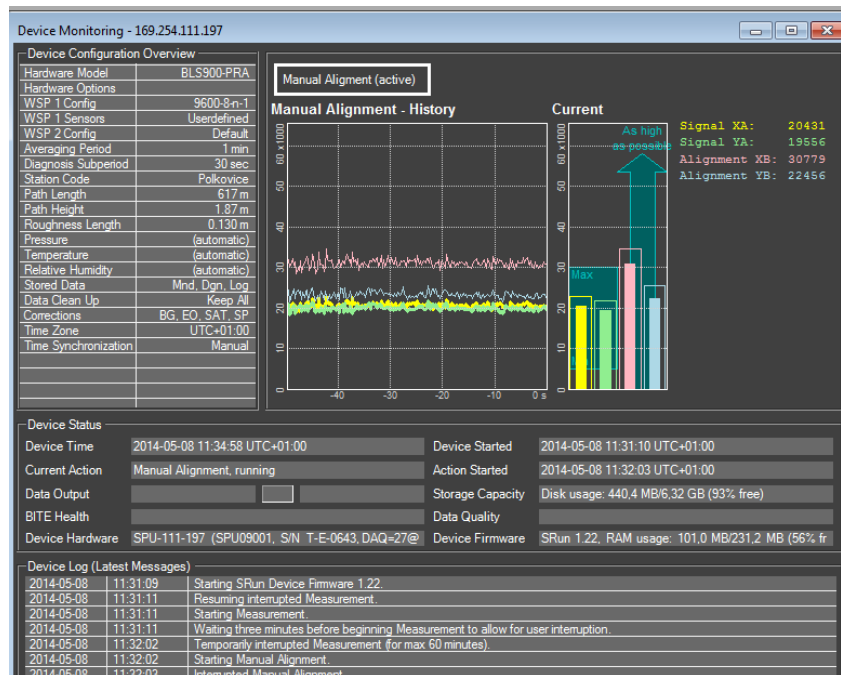 Device Monitoring - 169.254.111.197
Device Configuration Overview
Hardware Model BLS900-PRA
Hardware Options
WSP 1 Config 9600-8-n-1
WSP 1 Sensors Userdefined
WSP 2 Config Default
Averaging Period 1 min
Diagnosis Subperiod 30 sec
Station Code Polkovice
Path Length 617 m
Path Height 1.87 m
Roughness Length 0.130 m
Pressure (automatic)
Temperature (automatic)
Relative Humidity (automatic)
Stored Data Mnd, Dgn, Log
Data Clean Up Keep All
Corrections BG, EO, SAT, SP
Time Zone UTC+01:00
Time Synchronization Manual
Manual Aligment (active)
Manual Alignment - History
60 x1000
50
40
30
20
10
0
-40 -30 -20 -10 0 s
Current
60 x1000
50
40
30
20
10
0
As high
as possible
Max
Signal XA: 20431
Signal YA: 19556
Alignment XB: 30779
Alignment YB: 22456
Device Status
Device Time 2014-05-08 11:34:58 UTC+01:00 Device Started 2014-05-08 11:31:10 UTC+01:00
Current Action Manual Alignment, running Action Started 2014-05-08 11:32:03 UTC+01:00
Data Output Storage Capacity Disk usage: 440,4 MB/6,32 GB (93% free)
BITE Health Data Quality
Device Hardware SPU-111-197 (SPU09001, S/N T-E-0643, DAQ=27@ Device Firmware SRun 1.22, RAM usage: 101,0 MB/231,2 MB (56% fr
Device Log (Latest Messages)
2014-05-08 11:31:09 Starting SRun Device Firmware 1.22.
2014-05-08 11:31:11 Resuming interrupted Measurement.
2014-05-08 11:31:11 Starting Measurement.
2014-05-08 11:31:11 Waiting three minutes before beginning Measurement to allow for user interruption.
2014-05-08 11:32:02 Temporarily interrupted Measurement (for max 60 minutes).
2014-05-08 11:32:02 Starting Manual Alignment.
2014-05-08 11:32:03 Interrupted Manual Alignment.